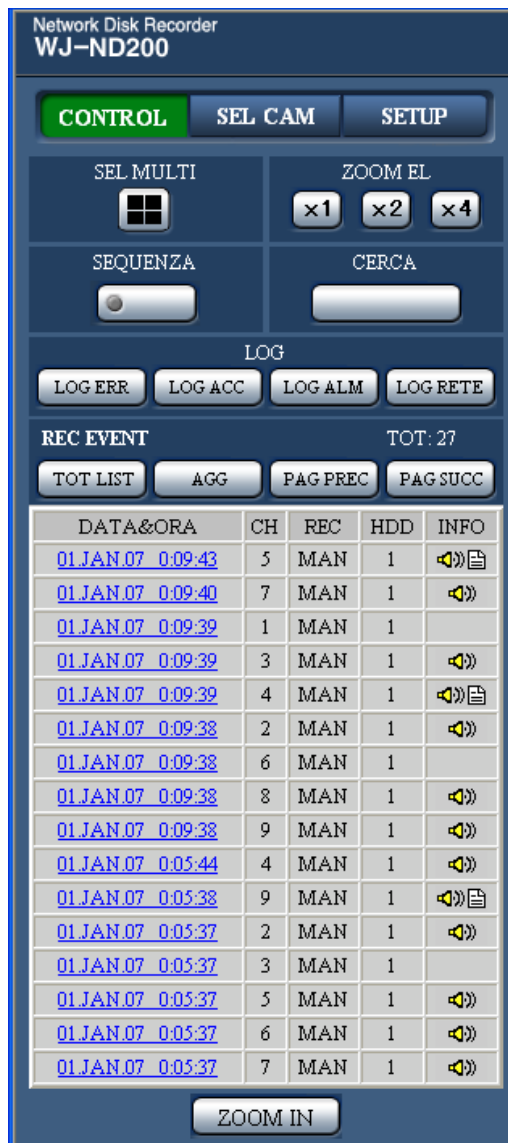 Network Disk Recorder
WJ-ND200
CONTROL SEL CAM SETUP
SEL MULTI ZOOM EL
×1 ×2 ×4
SEQUENZA CERCA
LOG
LOG ERR LOG ACC LOG ALM LOG RETE
REC EVENT TOT: 27
TOT LIST AGG PAG PREC PAG SUCC
DATA&ORA CH REC HDD INFO
01.JAN.07 0:09:43 5 MAN 1
01.JAN.07 0:09:40 7 MAN 1
01.JAN.07 0:09:39 1 MAN 1
01.JAN.07 0:09:39 3 MAN 1
01.JAN.07 0:09:39 4 MAN 1
01.JAN.07 0:09:38 2 MAN 1
01.JAN.07 0:09:38 6 MAN 1
01.JAN.07 0:09:38 8 MAN 1
01.JAN.07 0:09:38 9 MAN 1
01.JAN.07 0:05:44 4 MAN 1
01.JAN.07 0:05:38 9 MAN 1
01.JAN.07 0:05:37 2 MAN 1
01.JAN.07 0:05:37 3 MAN 1
01.JAN.07 0:05:37 5 MAN 1
01.JAN.07 0:05:37 6 MAN 1
01.JAN.07 0:05:37 7 MAN 1
ZOOM IN